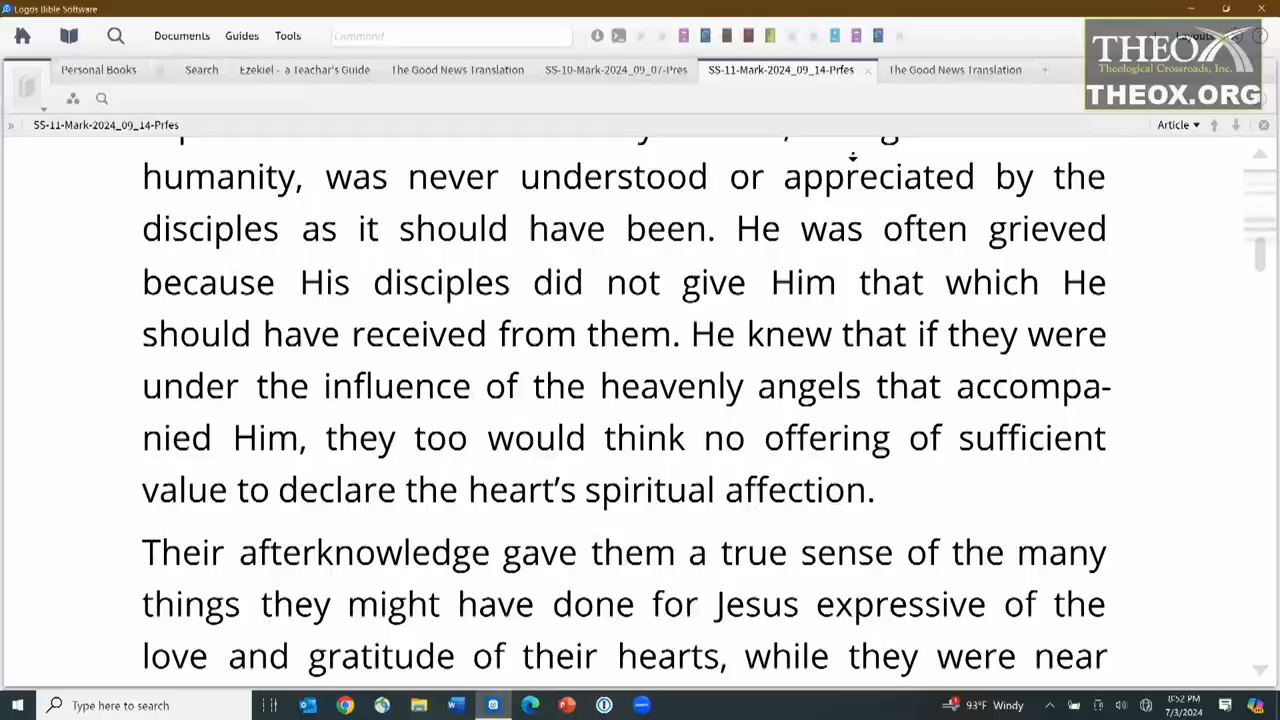 Logos Bible Software
Documents Guides Tools Command Layouts
THEOX
Theological Crossroads, Inc.
THEOX.ORG
Personal Books Search Ezekiel - a Teacher's Guide SS-10-Mark-2024_09_07-Pres SS-11-Mark-2024_09_14-Prfes The Good News Translation
SS-11-Mark-2024_09_14-Prfes Article
humanity, was never understood or appreciated by the
disciples as it should have been. He was often grieved
because His disciples did not give Him that which He
should have received from them. He knew that if they were
under the influence of the heavenly angels that accompa-
nied Him, they too would think no offering of sufficient
value to declare the heart's spiritual affection.
Their afterknowledge gave them a true sense of the many
things they might have done for Jesus expressive of the
love and gratitude of their hearts, while they were near
Type here to search 93°F Windy 8:52 PM
7/3/2024